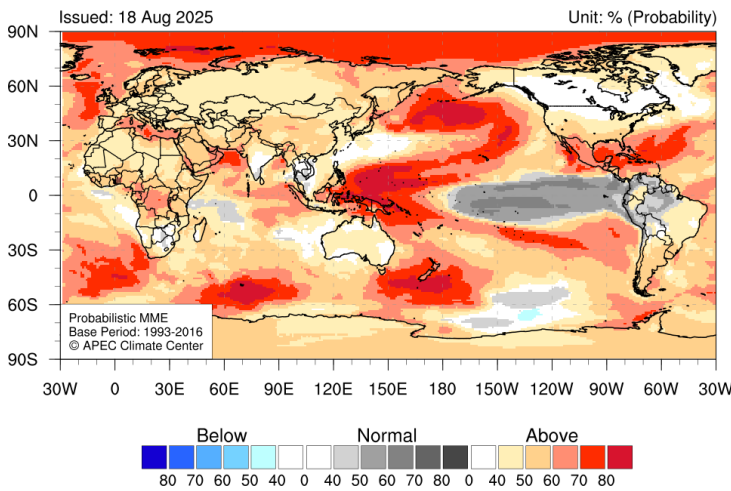 Issued: 18 Aug 2025 Unit: % (Probability)
90N
60N
30N
0
30S
60S
90S
Probabilistic MME
Base Period: 1993-2016
© APEC Climate Center
30W 0 30E 60E 90E 120E 150E 180 150W 120W 90W 60W 30W
Below Normal Above
80 70 60 50 40 0 40 50 60 70 80 0 40 50 60 70 80